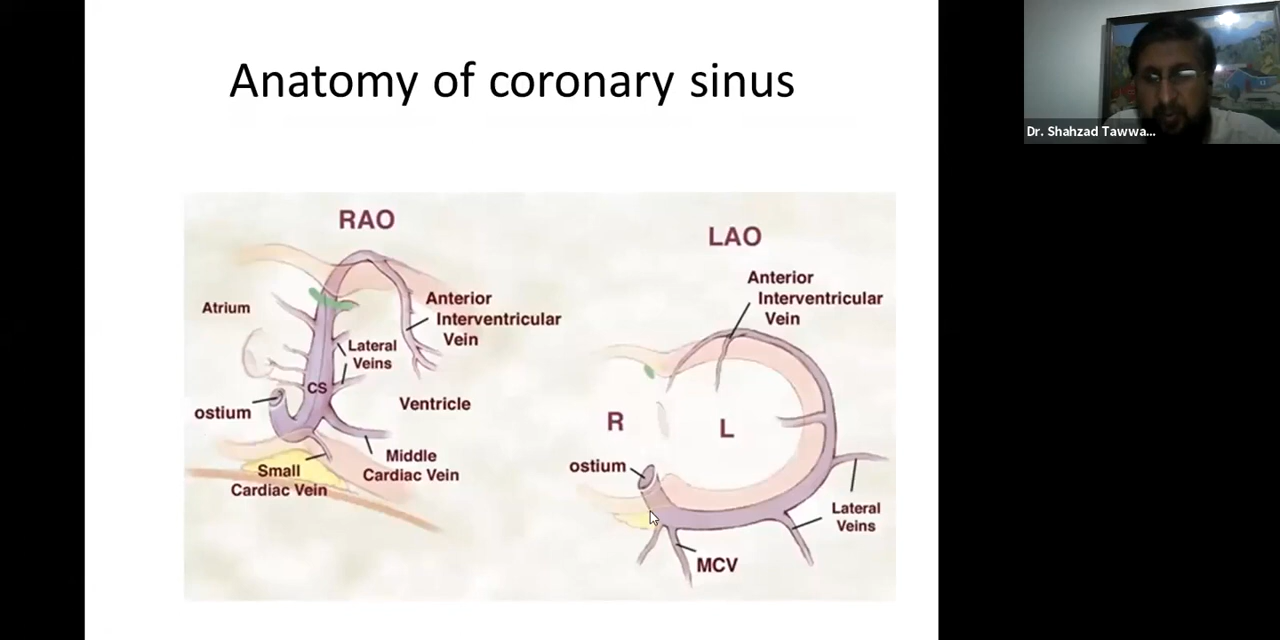 Anatomy of coronary sinus
Dr. Shahzad Tawwa...
RAO
Atrium
Anterior
Interventricular
Vein
Lateral
Veins
CS
ostium
Ventricle
Middle
Cardiac Vein
Small
Cardiac Vein
LAO
Anterior
Interventricular
Vein
R
L
ostium
Lateral
Veins
MCV